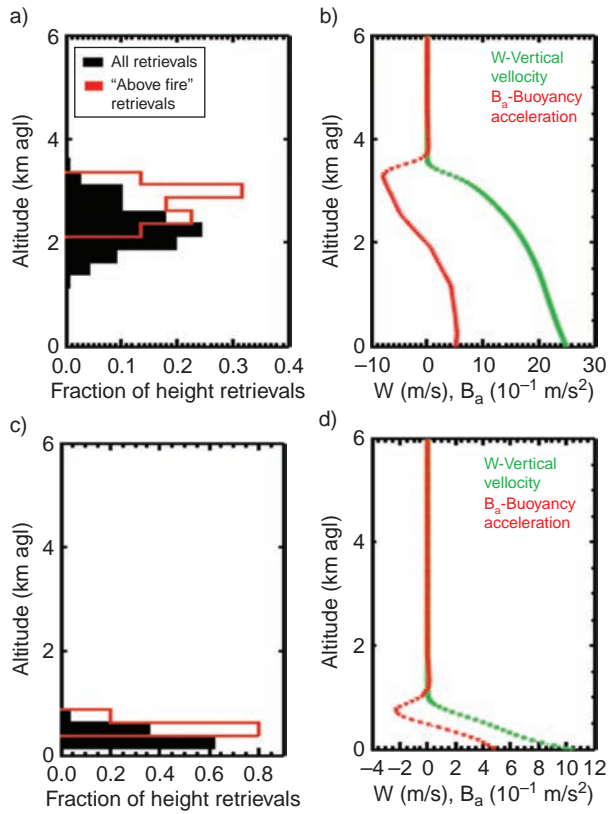 a)
6
4
2
0
Altitude (km agl)
All retrievals
“Above fire”
retrievals
0.0 0.1 0.2 0.3 0.4
Fraction of height retrievals
b)
6
4
2
0
Altitude (km agl)
W-Vertical
vellocity
Ba-Buoyancy
acceleration
−10 0 10 20 30
W (m/s), Ba (10−1 m/s2)
c)
6
4
2
0
Altitude (km agl)
0.0 0.2 0.4 0.6 0.8
Fraction of height retrievals
d)
6
4
2
0
Altitude (km agl)
W-Vertical
vellocity
Ba-Buoyancy
acceleration
−4 −2 0 2 4 6 8 10 12
W (m/s), Ba (10−1 m/s2)